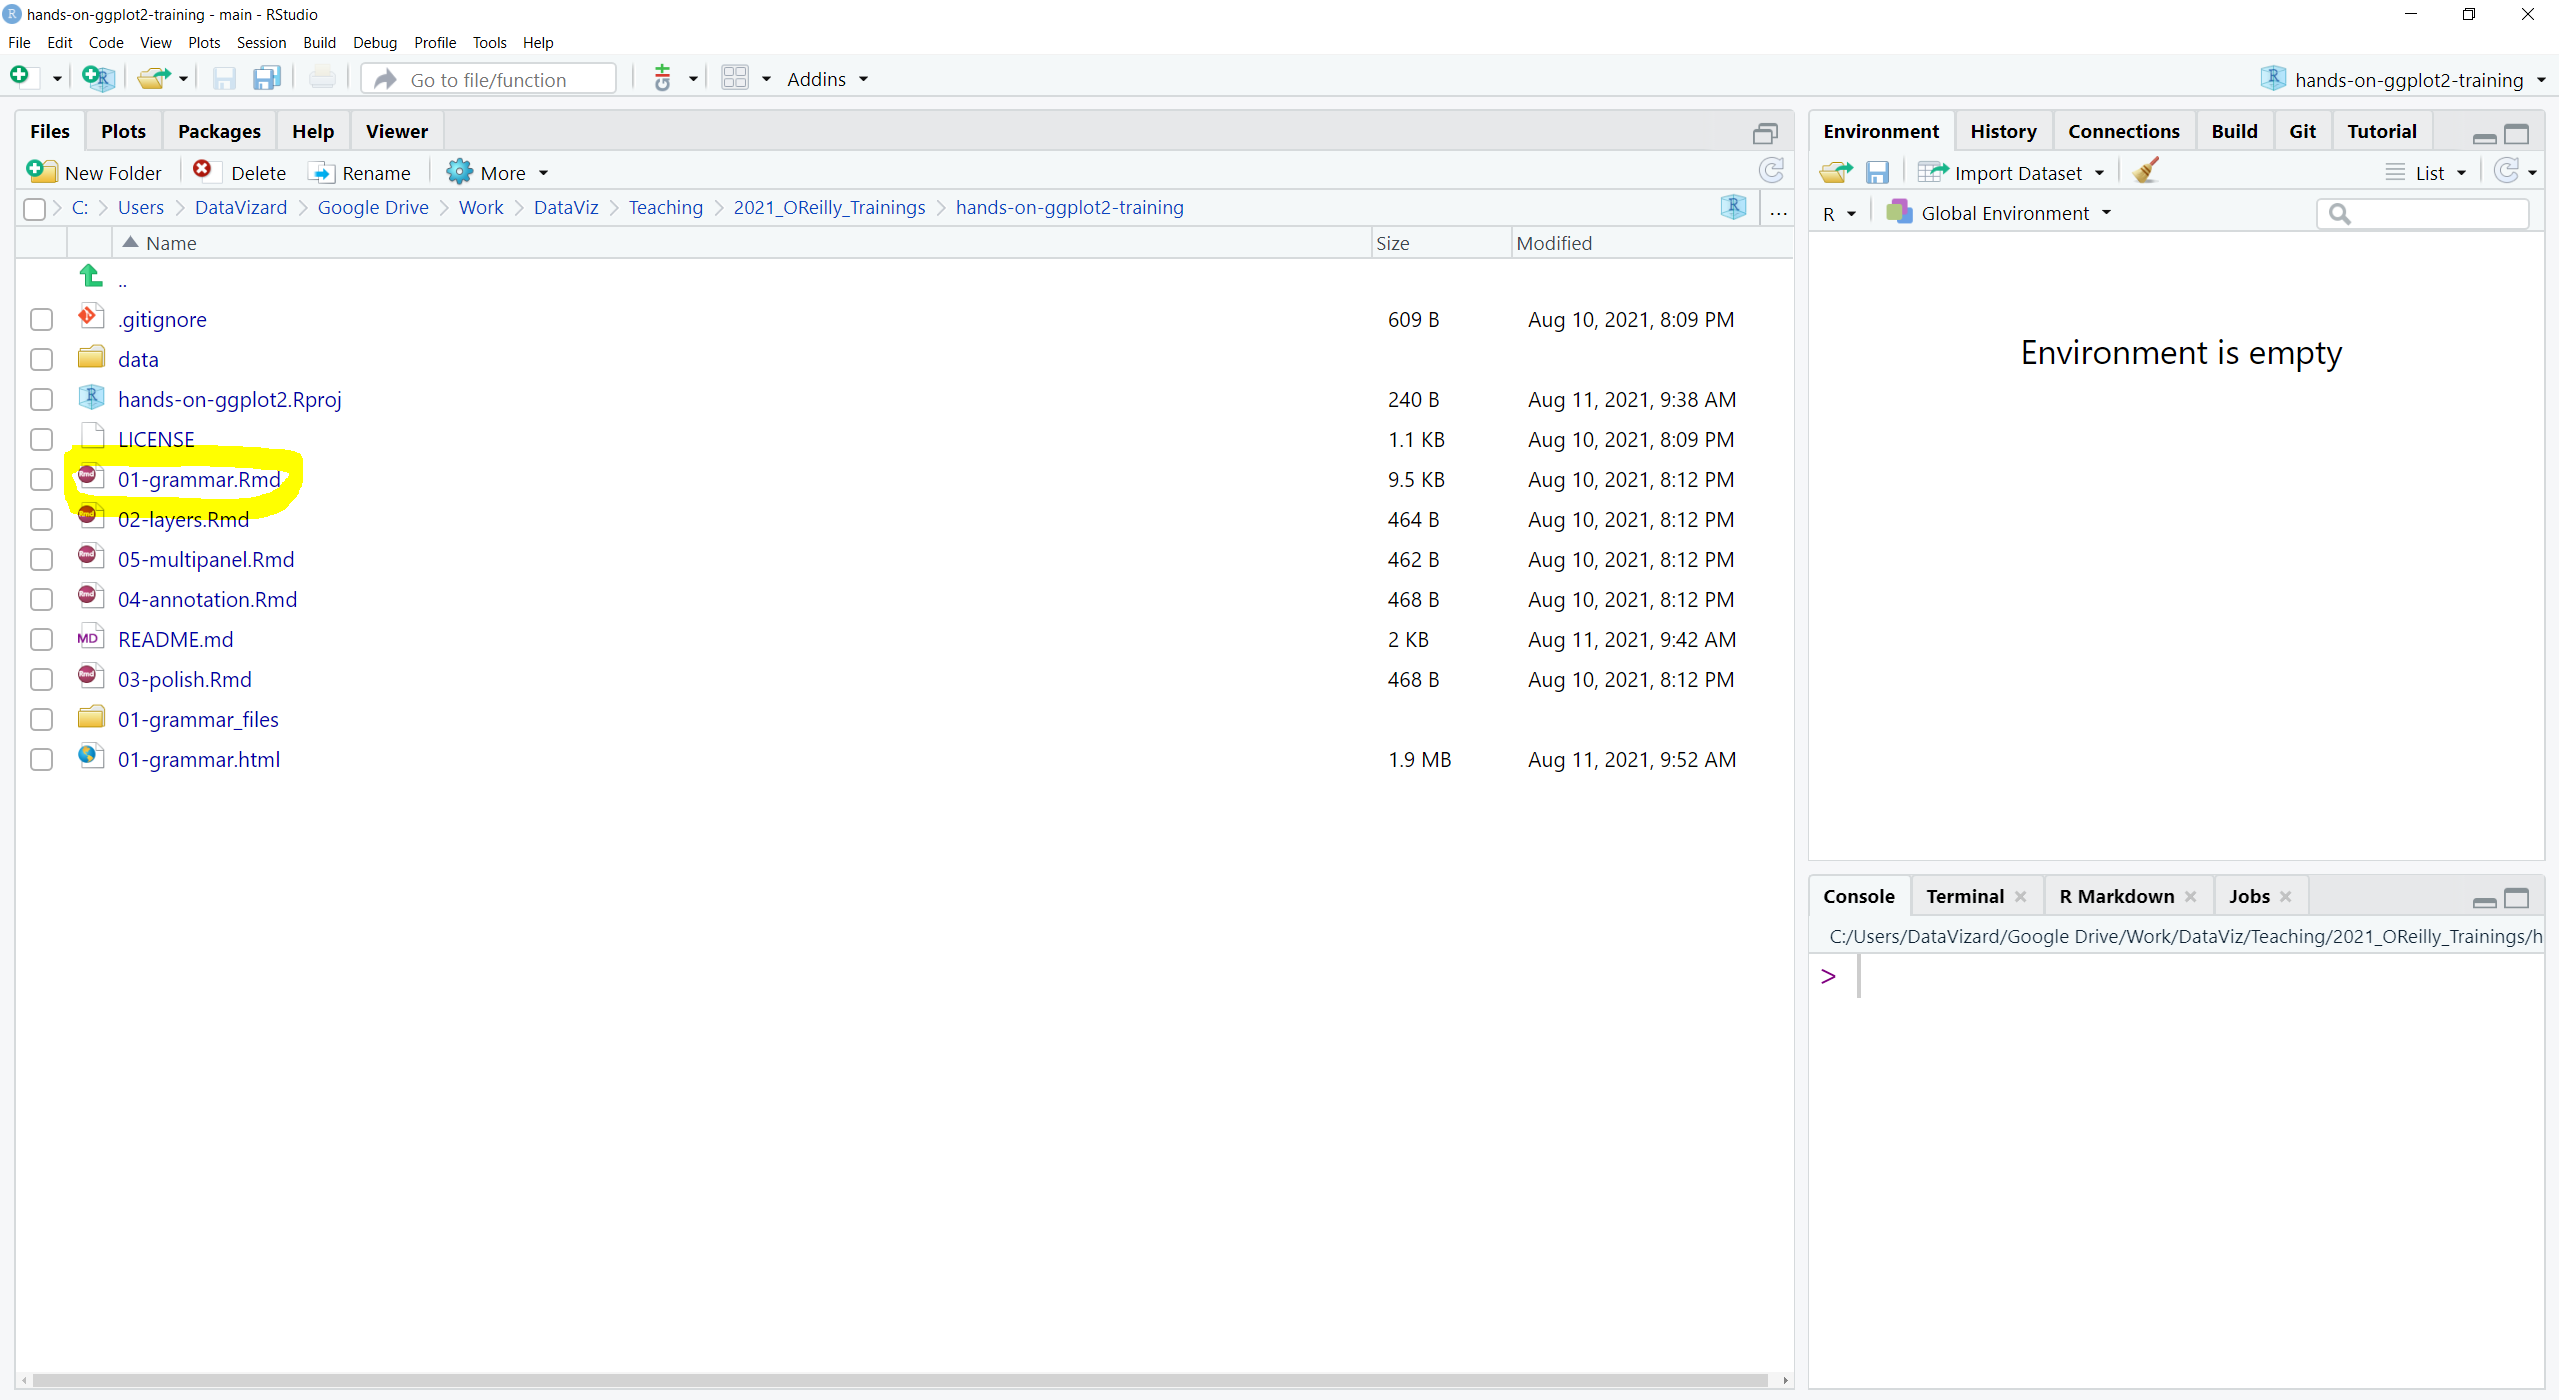 hands-on-ggplot2-training - main - RStudio
File Edit Code View Plots Session Build Debug Profile Tools Help
Go to file/function Addins hands-on-ggplot2-training
Files Plots Packages Help Viewer
New Folder Delete Rename More
C: Users DataVizard Google Drive Work DataViz Teaching 2021_OReilly_Trainings hands-on-ggplot2-training ...
Name Size Modified
..
.gitignore 609 B Aug 10, 2021, 8:09 PM
data
hands-on-ggplot2.Rproj 240 B Aug 11, 2021, 9:38 AM
LICENSE 1.1 KB Aug 10, 2021, 8:09 PM
01-grammar.Rmd 9.5 KB Aug 10, 2021, 8:12 PM
02-layers.Rmd 464 B Aug 10, 2021, 8:12 PM
05-multipanel.Rmd 462 B Aug 10, 2021, 8:12 PM
04-annotation.Rmd 468 B Aug 10, 2021, 8:12 PM
README.md 2 KB Aug 11, 2021, 9:42 AM
03-polish.Rmd 468 B Aug 10, 2021, 8:12 PM
01-grammar_files
01-grammar.html 1.9 MB Aug 11, 2021, 9:52 AM
Environment History Connections Build Git Tutorial
Import Dataset List
R Global Environment
Environment is empty
Console Terminal R Markdown Jobs
C:/Users/DataVizard/Google Drive/Work/DataViz/Teaching/2021_OReilly_Trainings/h
>